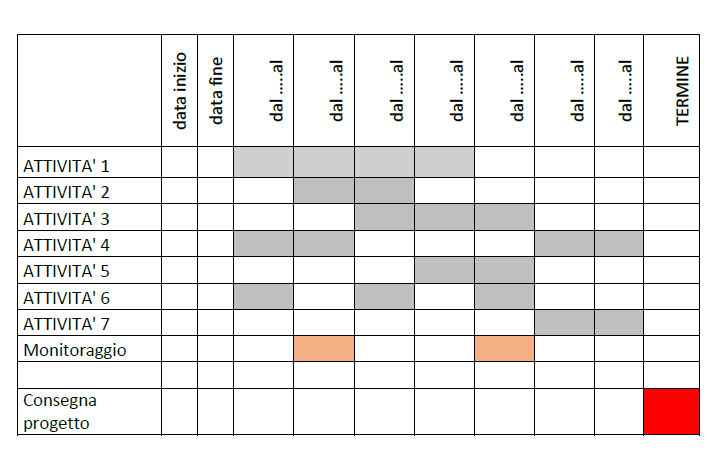 data inizio
data fine
dal .....al
dal .....al
dal .....al
dal .....al
dal .....al
dal .....al
dal .....al
TERMINE
ATTIVITA' 1
ATTIVITA' 2
ATTIVITA' 3
ATTIVITA' 4
ATTIVITA' 5
ATTIVITA' 6
ATTIVITA' 7
Monitoraggio
Consegna
progetto